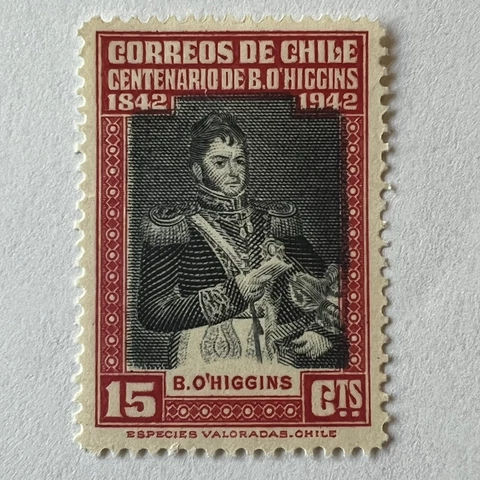 CORREOS DE CHILE
CENTENARIO DE B. O'HIGGINS
1842 1942
B. O'HIGGINS
15 CTS
ESPECIES VALORADAS.CHILE